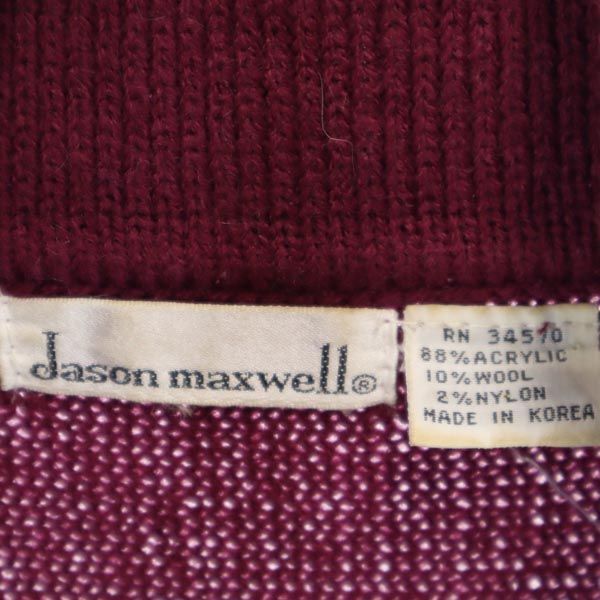 Jason maxwell®
RN 34570
88% ACRYLIC
10% WOOL
2% NYLON
MADE IN KOREA